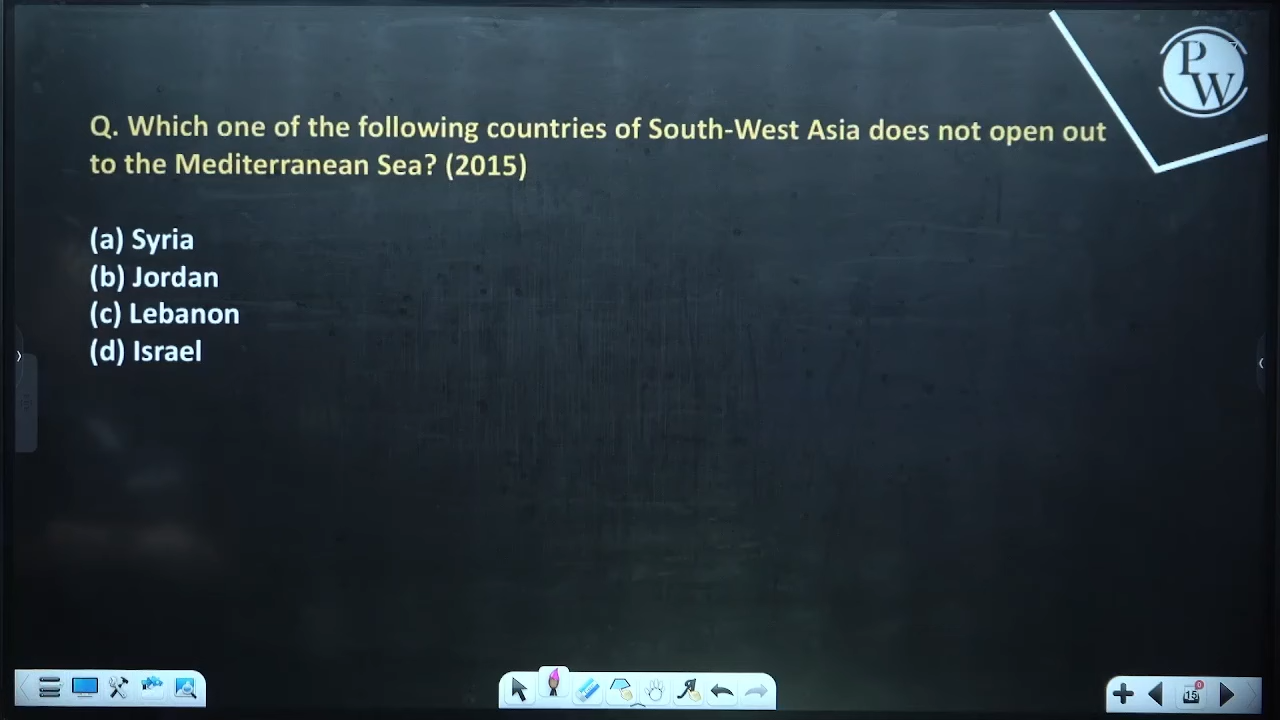 PW
Q. Which one of the following countries of South-West Asia does not open out
to the Mediterranean Sea? (2015)
(a) Syria
(b) Jordan
(c) Lebanon
(d) Israel
15